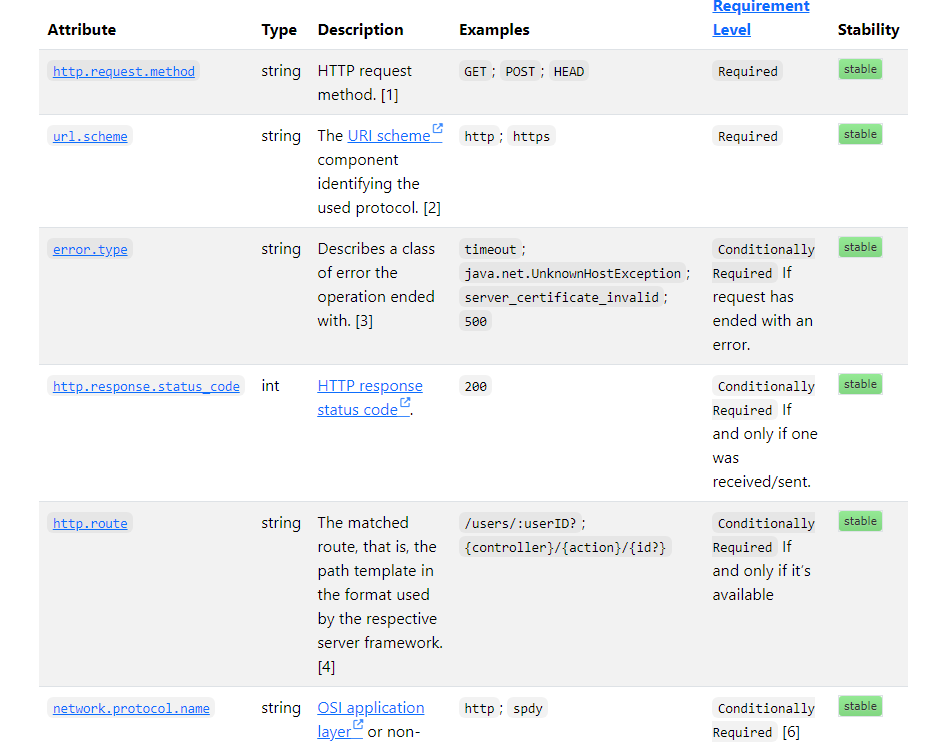 Requirement
Attribute Type Description Examples Level Stability
http.request.method string HTTP request GET ; POST ; HEAD Required stable
method. [1]
url.scheme string The URI scheme http ; https Required stable
component
identifying the
used protocol. [2]
error.type string Describes a class timeout ; Conditionally stable
of error the java.net.UnknownHostException ; Required If
operation ended server_certificate_invalid ; request has
with. [3] 500 ended with an
error.
http.response.status_code int HTTP response 200 Conditionally stable
status code. Required If
and only if one
was
received/sent.
http.route string The matched /users/:userID? ; Conditionally stable
route, that is, the {controller}/{action}/{id?} Required If
path template in and only if it’s
the format used available
by the respective
server framework.
[4]
network.protocol.name string OSI application http ; spdy Conditionally stable
layer or non- Required [6]